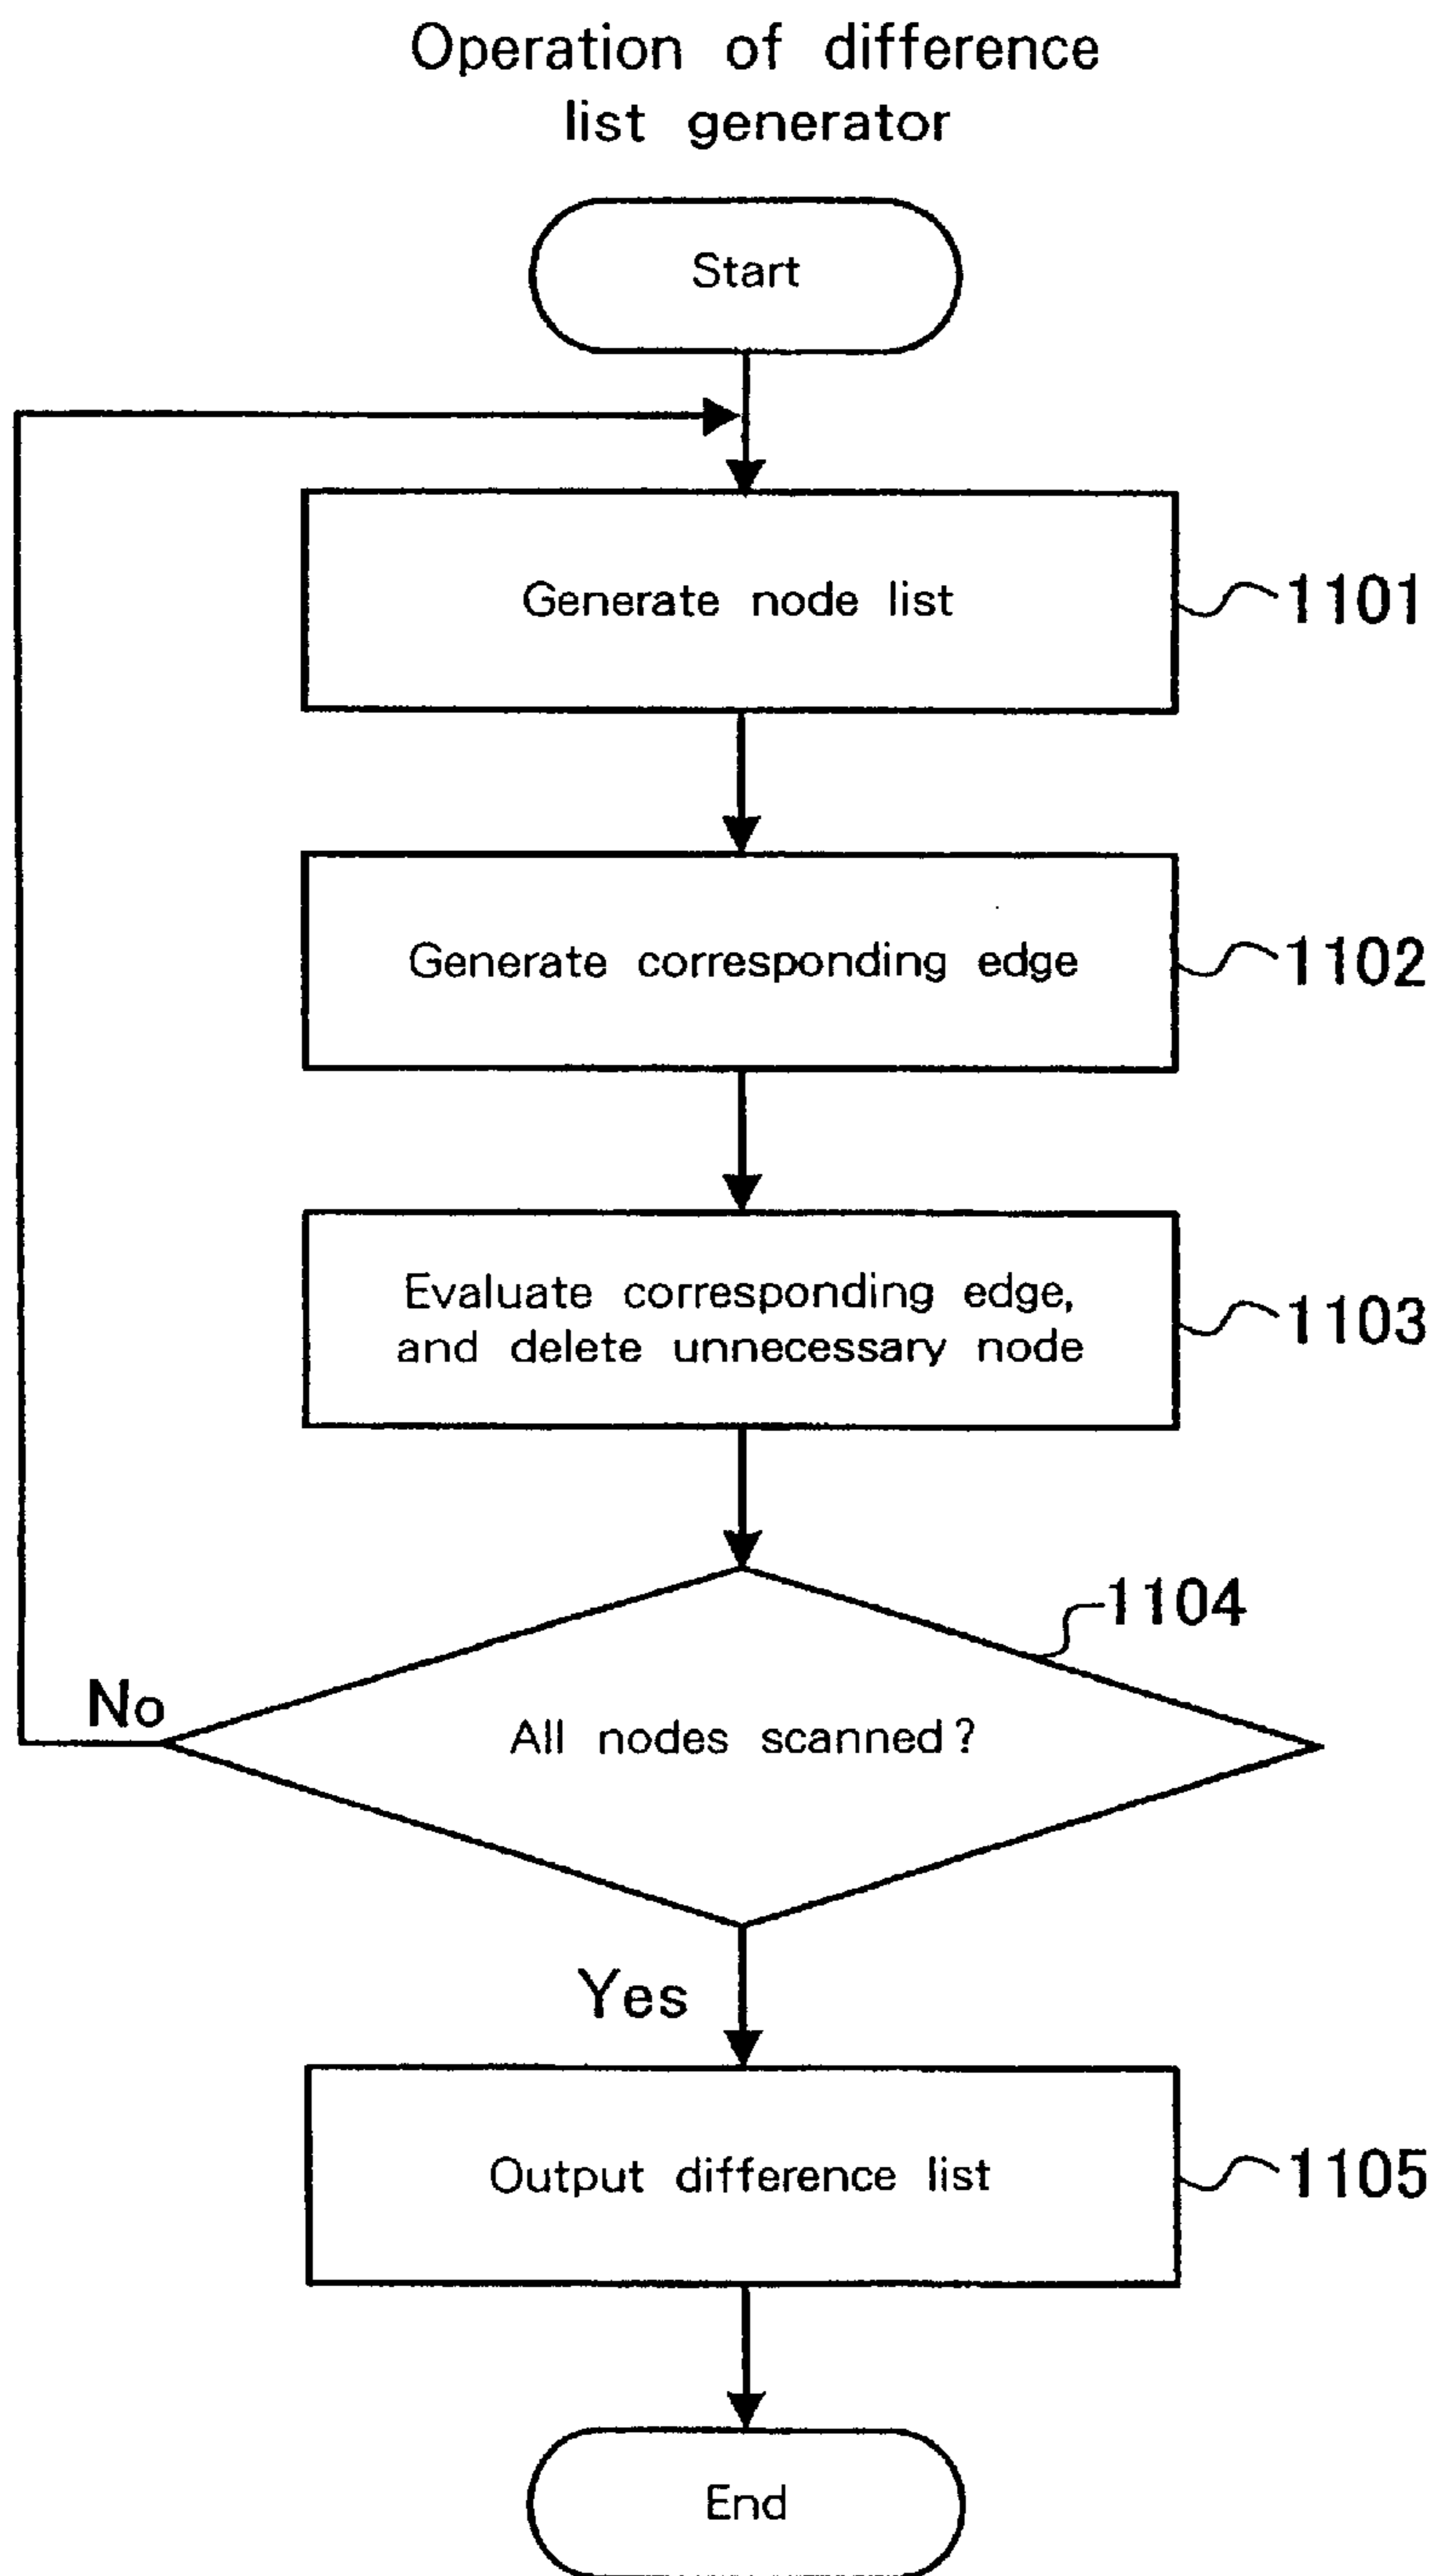 Operation of difference
list generator
Start
Generate node list
1101
Generate corresponding edge
1102
Evaluate corresponding edge,
and delete unnecessary node
1103
1104
No
All nodes scanned?
Yes
Output difference list
1105
End